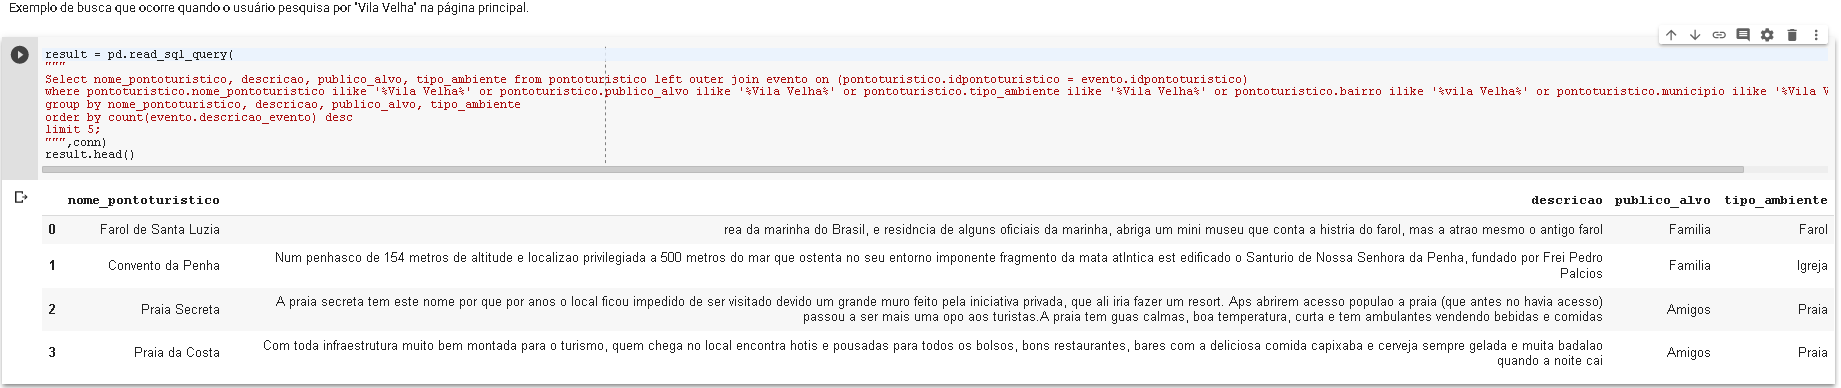 Exemplo de busca que ocorre quando o usuário pesquisa por "Vila Velha" na página principal.
result = pd.read_sql_query(
"""
Select nome_pontoturistico, descricao, publico_alvo, tipo_ambiente from pontoturistico left outer join evento on (pontoturistico.idpontoturistico = evento.idpontoturistico)
where pontoturistico.nome_pontoturistico ilike '%Vila Velha%' or pontoturistico.publico_alvo ilike '%Vila Velha%' or pontoturistico.tipo_ambiente ilike '%Vila Velha%' or pontoturistico.bairro ilike '%vila Velha%' or pontoturistico.municipio ilike '%Vila V
group by nome_pontoturistico, descricao, publico_alvo, tipo_ambiente
order by count(evento.descricao_evento) desc
limit 5;
""",conn)
result.head()
nome_pontoturistico descricao publico_alvo tipo_ambiente
0 Farol de Santa Luzia rea da marinha do Brasil, e residncia de alguns oficiais da marinha, abriga um mini museu que conta a histria do farol, mas a atrao mesmo o antigo farol Familia Farol
1 Convento da Penha Num penhasco de 154 metros de altitude e localizao privilegiada a 500 metros do mar que ostenta no seu entorno imponente fragmento da mata atlntica est edificado o Santurio de Nossa Senhora da Penha, fundado por Frei Pedro Familia Igreja
Palcios
2 Praia Secreta A praia secreta tem este nome por que por anos o local ficou impedido de ser visitado devido um grande muro feito pela iniciativa privada, que ali iria fazer um resort. Aps abrirem acesso populao a praia (que antes no havia acesso) Amigos Praia
passou a ser mais uma opo aos turistas.A praia tem guas calmas, boa temperatura, curta e tem ambulantes vendendo bebidas e comidas
3 Praia da Costa Com toda infraestrutura muito bem montada para o turismo, quem chega no local encontra hotis e pousadas para todos os bolsos, bons restaurantes, bares com a deliciosa comida capixaba e cerveja sempre gelada e muita badalao Amigos Praia
quando a noite cai